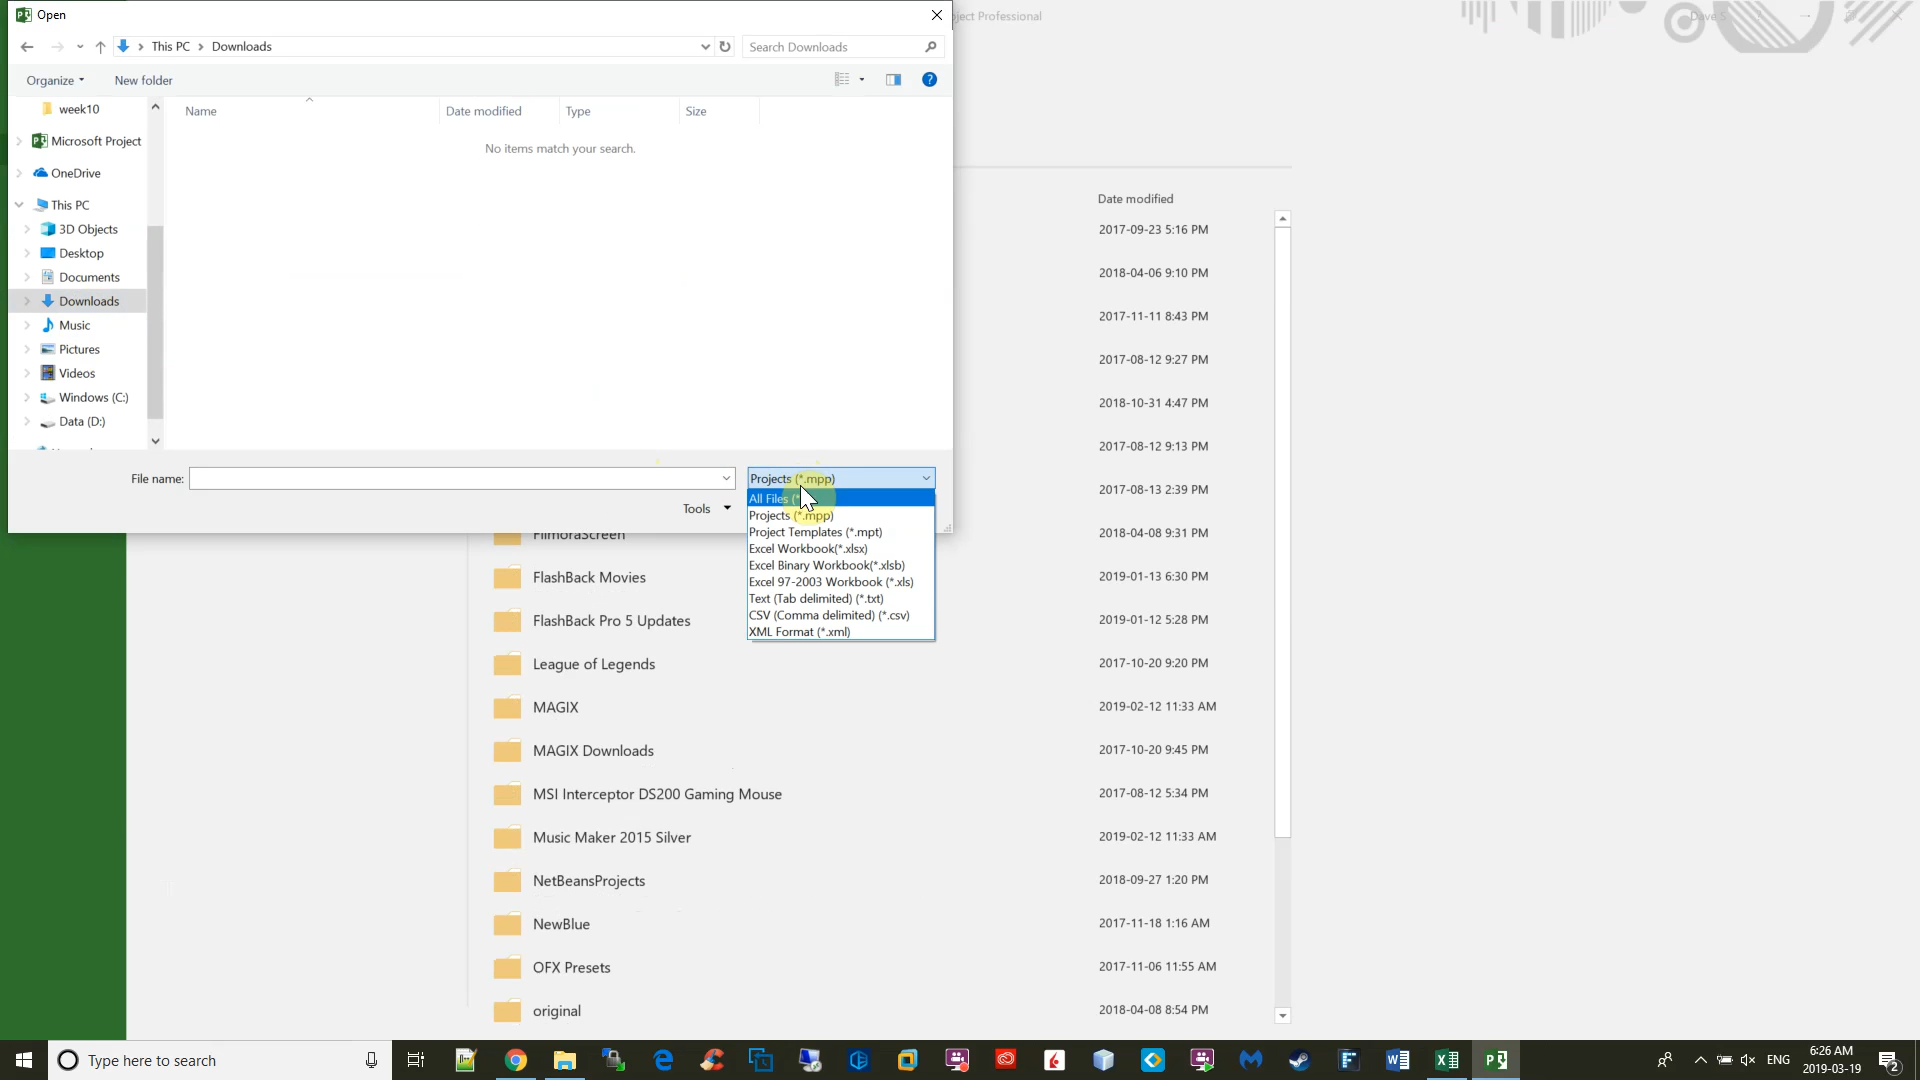 Open
ject Professional
Dave S
This PC > Downloads
Search Downloads
Organize
New folder
Name
Date modified
Type
Size
No items match your search.
week10
Microsoft Project
OneDrive
This PC
3D Objects
Desktop
Documents
Downloads
Music
Pictures
Videos
Windows (C:)
Data (D:)
File name:
Projects (*.mpp)
Tools
All Files (*
Projects (*.mpp)
Project Templates (*.mpt)
Excel Workbook(*.xlsx)
Excel Binary Workbook(*.xlsb)
Excel 97-2003 Workbook (*.xls)
Text (Tab delimited) (*.txt)
CSV (Comma delimited) (*.csv)
XML Format (*.xml)
Date modified
2017-09-23 5:16 PM
2018-04-06 9:10 PM
2017-11-11 8:43 PM
2017-08-12 9:27 PM
2018-10-31 4:47 PM
2017-08-12 9:13 PM
2017-08-13 2:39 PM
FilmoraScreen 2018-04-08 9:31 PM
FlashBack Movies 2019-01-13 6:30 PM
FlashBack Pro 5 Updates 2019-01-12 5:28 PM
League of Legends 2017-10-20 9:20 PM
MAGIX 2019-02-12 11:33 AM
MAGIX Downloads 2017-10-20 9:45 PM
MSI Interceptor DS200 Gaming Mouse 2017-08-12 5:34 PM
Music Maker 2015 Silver 2019-02-12 11:33 AM
NetBeansProjects 2018-09-27 1:20 PM
NewBlue 2017-11-18 1:16 AM
OFX Presets 2017-11-06 11:55 AM
original 2018-04-08 8:54 PM
Type here to search
ENG
6:26 AM
2019-03-19
2